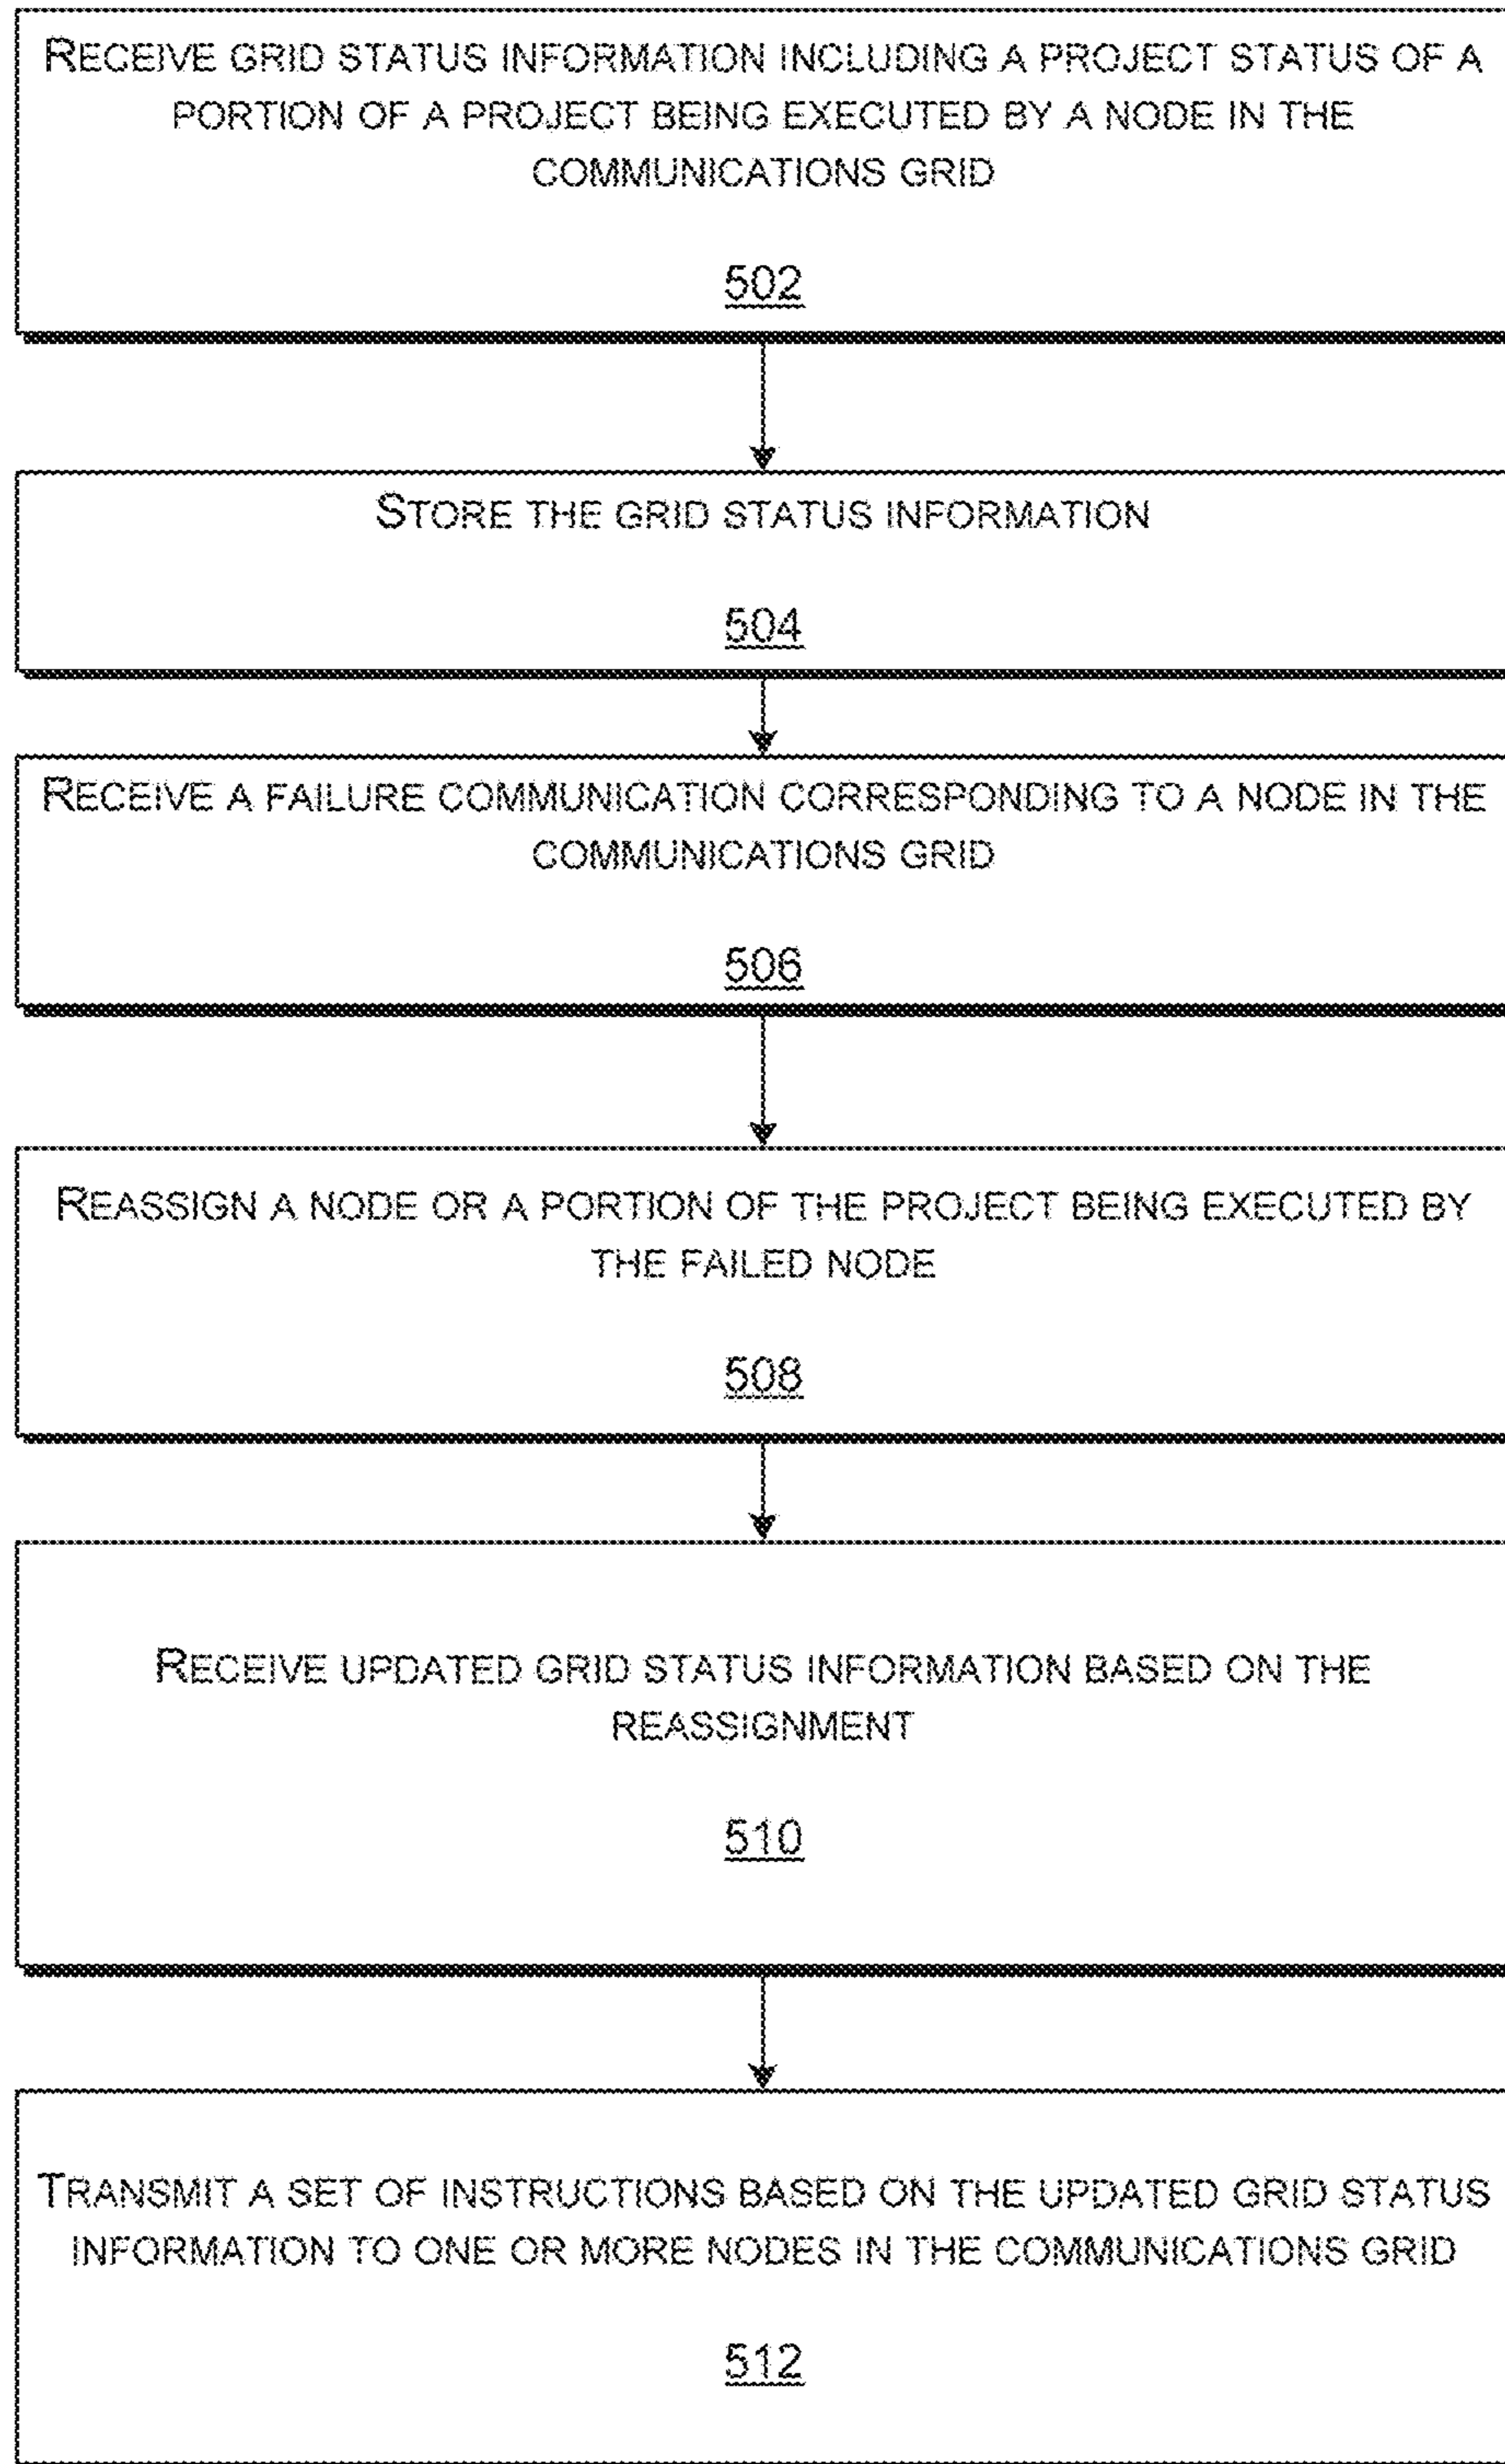 RECEIVE GRID STATUS INFORMATION INCLUDING A PROJECT STATUS OF A
PORTION OF A PROJECT BEING EXECUTED BY A NODE IN THE
COMMUNICATIONS GRID
502
STORE THE GRID STATUS INFORMATION
504
RECEIVE A FAILURE COMMUNICATION CORRESPONDING TO A NODE IN THE
COMMUNICATIONS GRID
506
REASSIGN A NODE OR A PORTION OF THE PROJECT BEING EXECUTED BY
THE FAILED NODE
508
RECEIVE UPDATED GRID STATUS INFORMATION BASED ON THE
REASSIGNMENT
510
TRANSMIT A SET OF INSTRUCTIONS BASED ON THE UPDATED GRID STATUS
INFORMATION TO ONE OR MORE NODES IN THE COMMUNICATIONS GRID
512